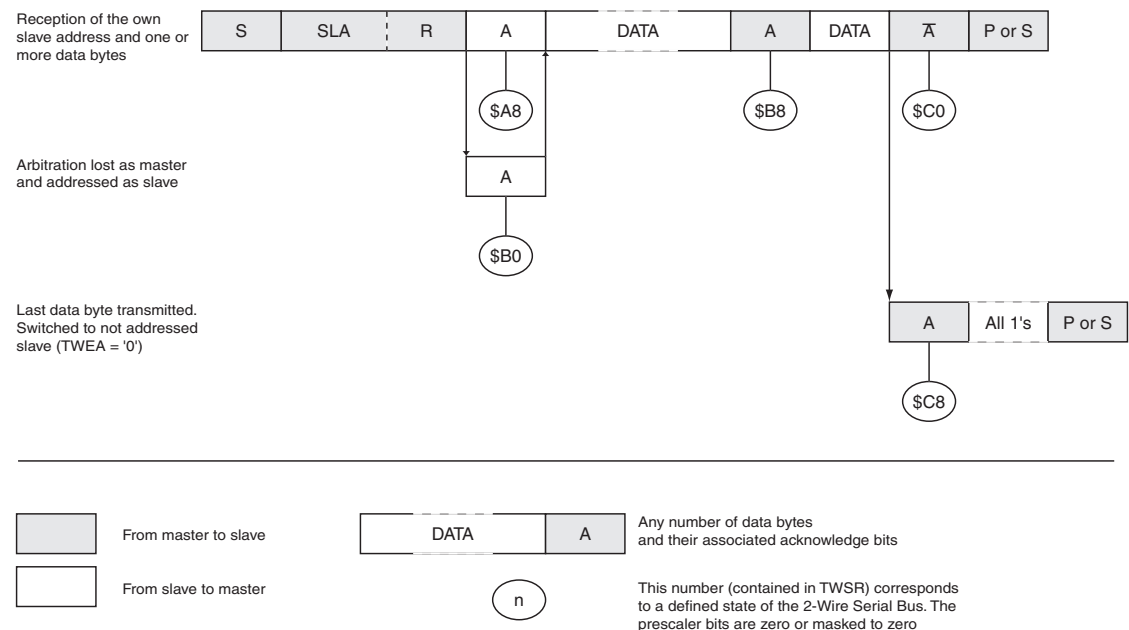 Reception of the own
slave address and one or
more data bytes
S SLA R A DATA A DATA A̅ P or S
$A8 $B8 $C0
Arbitration lost as master
and addressed as slave
A
$B0
Last data byte transmitted.
Switched to not addressed
slave (TWEA = '0')
A All 1's P or S
$C8
From master to slave
DATA A
Any number of data bytes
and their associated acknowledge bits
From slave to master
n
This number (contained in TWSR) corresponds
to a defined state of the 2-Wire Serial Bus. The
prescaler bits are zero or masked to zero